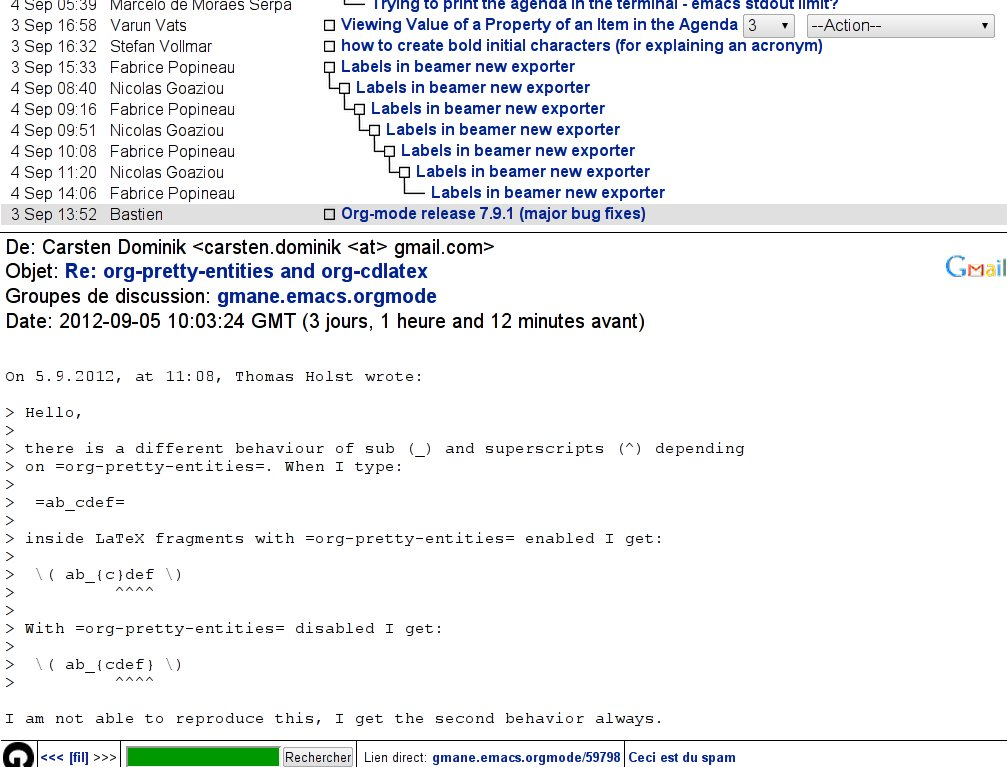 4 Sep 05:39 Marcelo de Moraes Serpa Trying to print the agenda in the terminal - emacs stdout limit?
3 Sep 16:58 Varun Vats Viewing Value of a Property of an Item in the Agenda 3 --Action--
3 Sep 16:32 Stefan Vollmar how to create bold initial characters (for explaining an acronym)
3 Sep 15:33 Fabrice Popineau Labels in beamer new exporter
4 Sep 08:40 Nicolas Goaziou Labels in beamer new exporter
4 Sep 09:16 Fabrice Popineau Labels in beamer new exporter
4 Sep 09:51 Nicolas Goaziou Labels in beamer new exporter
4 Sep 10:08 Fabrice Popineau Labels in beamer new exporter
4 Sep 11:20 Nicolas Goaziou Labels in beamer new exporter
4 Sep 14:06 Fabrice Popineau Labels in beamer new exporter
3 Sep 13:52 Bastien Org-mode release 7.9.1 (major bug fixes)
De: Carsten Dominik <carsten.dominik <at> gmail.com>
Objet: Re: org-pretty-entities and org-cdlatex
Gmail
Groupes de discussion: gmane.emacs.orgmode
Date: 2012-09-05 10:03:24 GMT (3 jours, 1 heure and 12 minutes avant)
On 5.9.2012, at 11:08, Thomas Holst wrote:
> Hello,
>
> there is a different behaviour of sub (_) and superscripts (^) depending
> on =org-pretty-entities=. When I type:
>
>  =ab_cdef=
>
> inside LaTeX fragments with =org-pretty-entities= enabled I get:
>
>  \( ab_{c}def \)
>          ^^^^
>
> With =org-pretty-entities= disabled I get:
>
>  \( ab_{cdef} \)
>          ^^^^
I am not able to reproduce this, I get the second behavior always.
<<< [fil] >>> Rechercher Lien direct: gmane.emacs.orgmode/59798 Ceci est du spam